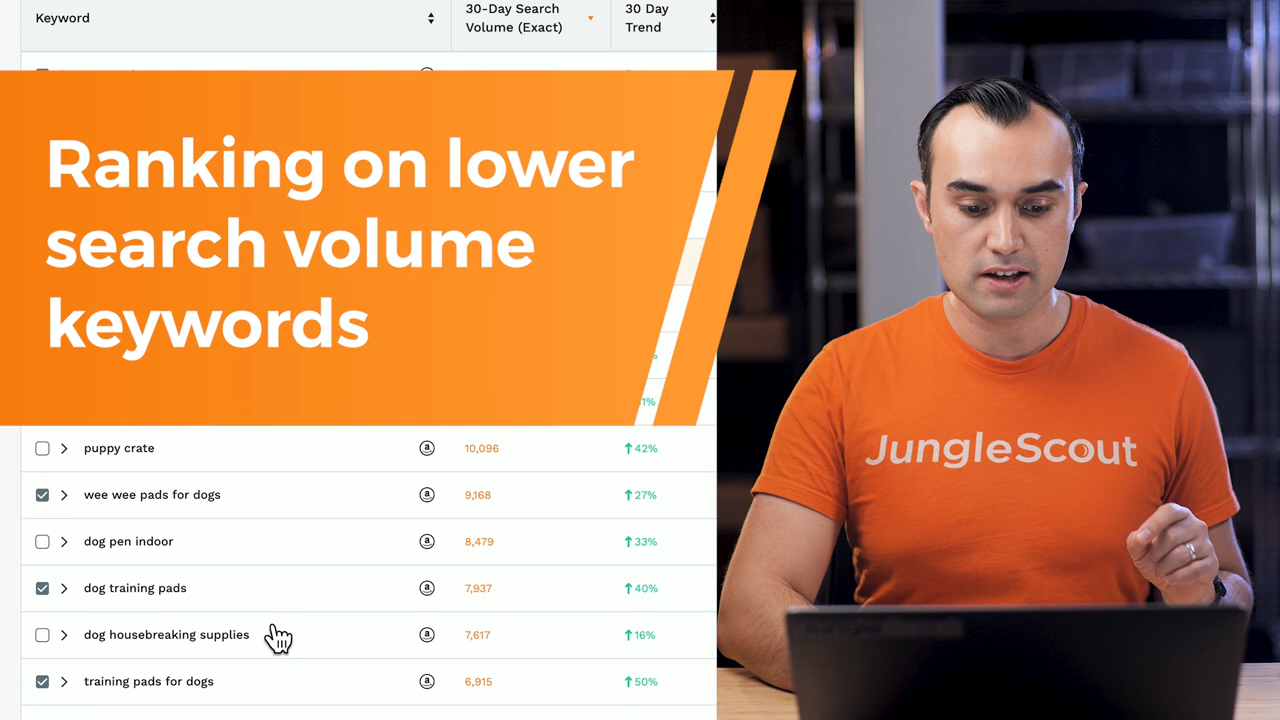 Keyword
30-Day Search
Volume (Exact)
30 Day
Trend
Ranking on lower
search volume
keywords
puppy crate
10,096
42%
wee wee pads for dogs
9,168
27%
dog pen indoor
8,479
33%
dog training pads
7,937
40%
dog housebreaking supplies
7,617
16%
training pads for dogs
6,915
50%
JungleScout